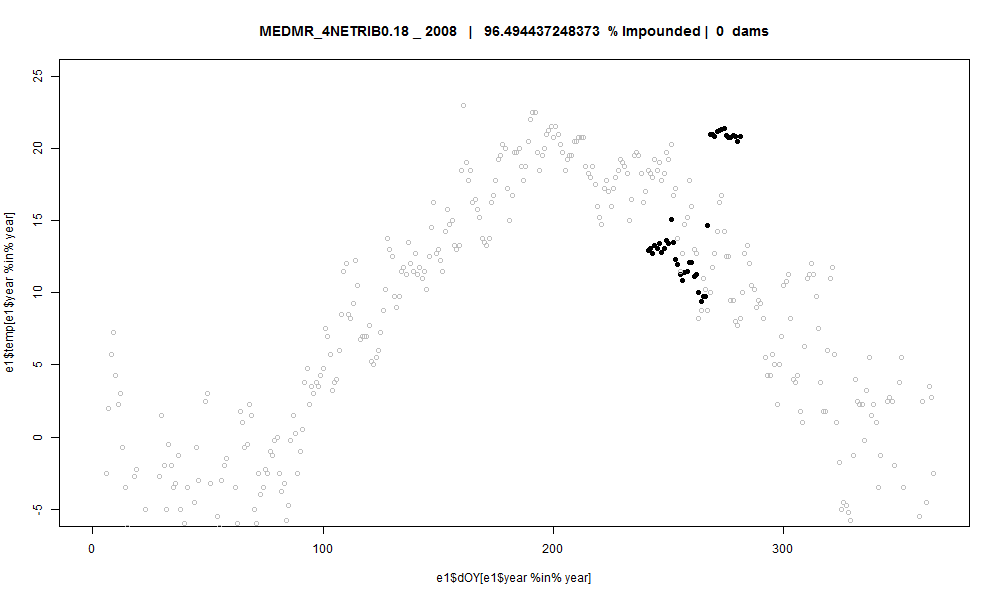 MEDMR_4NETRIB0.18 _ 2008 | 96.494437248373 % Impounded | 0 dams
25
20
15
10
5
0
-5
e1$temp[e1$year %in% year]
0 100 200 300
e1$dOY[e1$year %in% year]